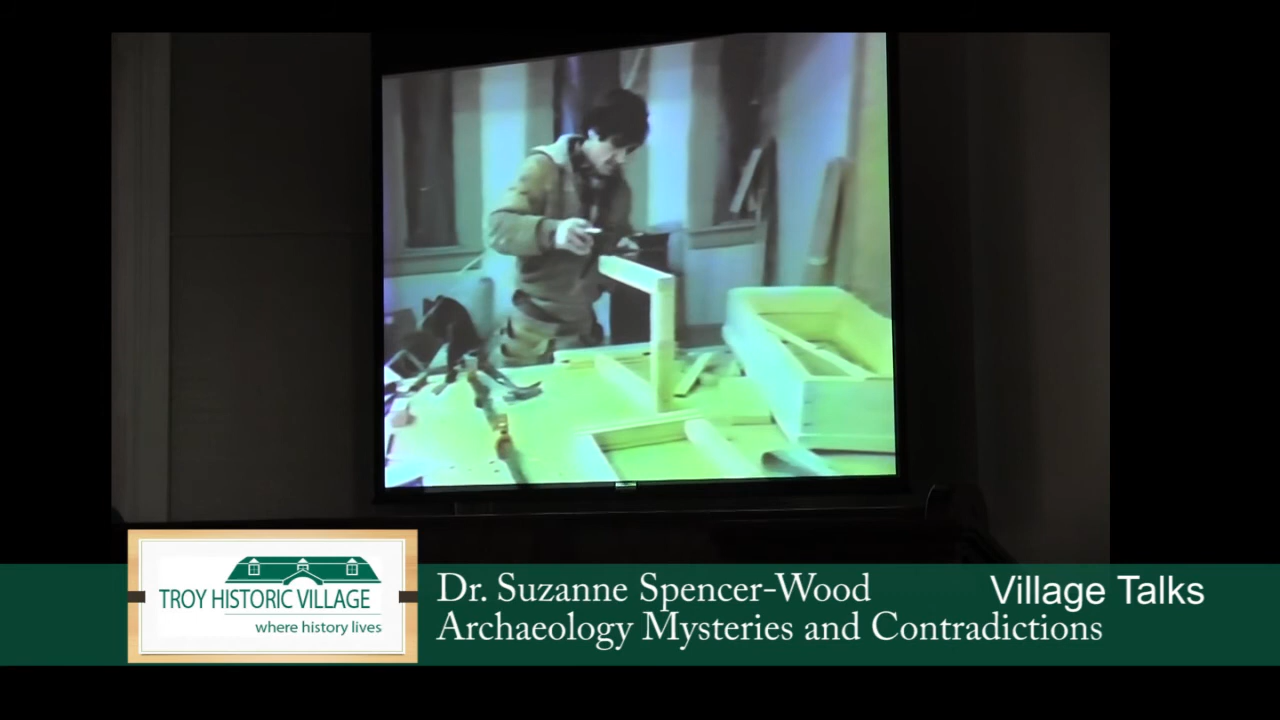 TROY HISTORIC VILLAGE
where history lives
Dr. Suzanne Spencer-Wood
Village Talks
Archaeology Mysteries and Contradictions